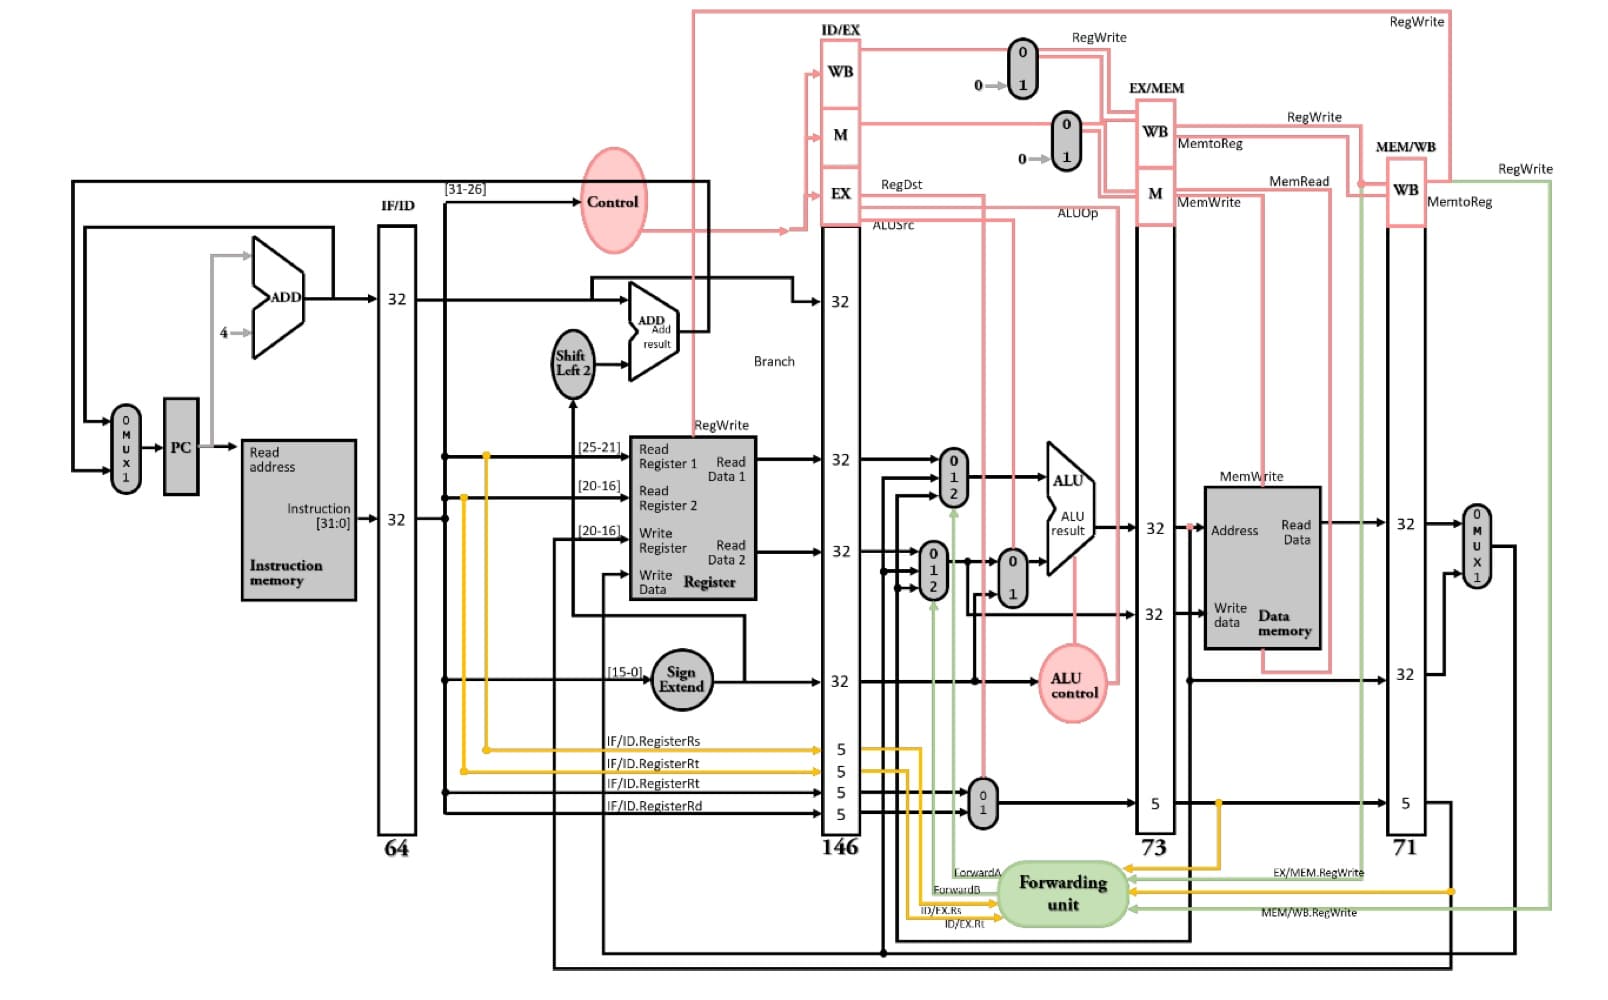 RegWrite
ID/EX
RegWrite
0
WB
0
1
EX/MEM
RegWrite
0
M
0
1
WB
MemtoReg
MEM/WB
RegWrite
[31-26]
Control
EX
RegDst
MemRead
WB
M
MemWrite
MemtoReg
IF/ID
ALUOp
ALUSrc
ADD
4
32
32
ADD
Add
result
Shift
Left 2
Branch
RegWrite
0
M
U
X
1
PC
Read
address
Instruction
[31:0]
Instruction
memory
32
[25-21]
Read
Register 1
Read
Data 1
[20-16]
Read
Register 2
[20-16]
Write
Register
Read
Data 2
Write
Data
Register
32
32
0
1
2
0
1
2
0
1
ALU
ALU
result
32
32
MemWrite
Address
Read
Data
Write
data
Data
memory
32
32
0
M
U
X
1
[15-0]
Sign
Extend
32
ALU
control
IF/ID.RegisterRs
5
IF/ID.RegisterRt
5
IF/ID.RegisterRt
5
IF/ID.RegisterRd
5
0
1
5
5
64
146
73
71
ForwardA
ForwardB
ID/EX.Rs
ID/EX.Rt
Forwarding
unit
EX/MEM.RegWrite
MEM/WB.RegWrite